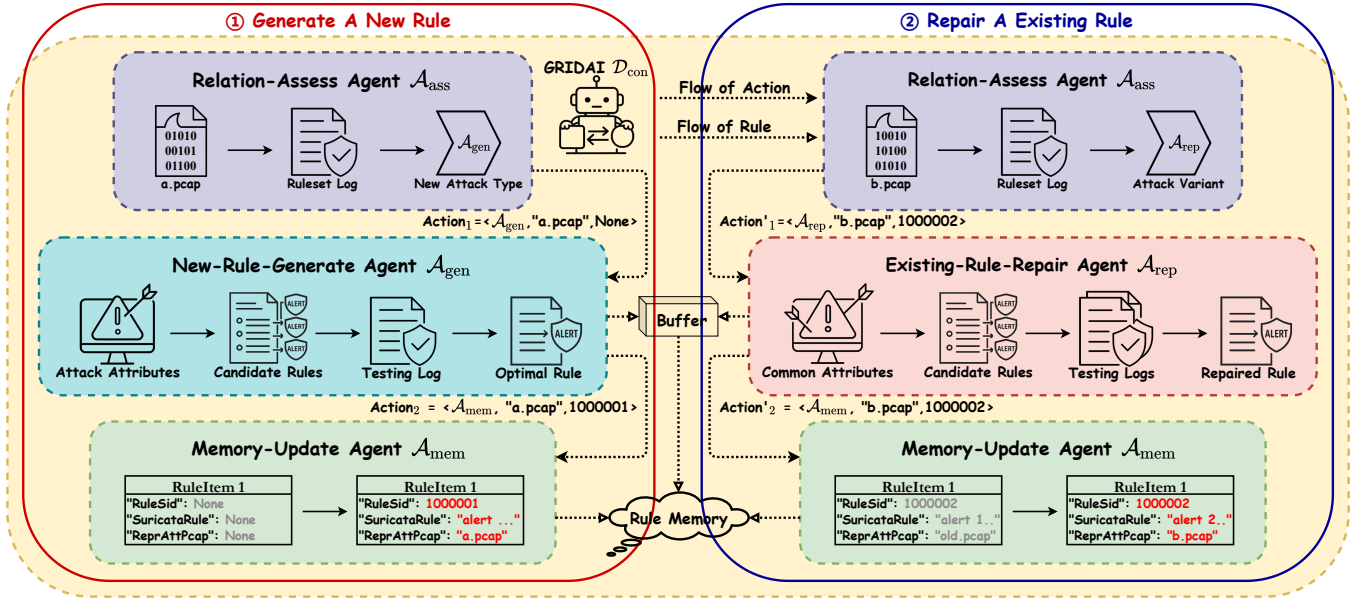 ① Generate A New Rule
Relation-Assess Agent 𝒜ass
01010
00101
01100
a.pcap
Ruleset Log
𝒜gen
New Attack Type
Action1=<𝒜gen,"a.pcap",None>
New-Rule-Generate Agent 𝒜gen
Attack Attributes
ALERT
ALERT
ALERT
Candidate Rules
Testing Log
ALERT
Optimal Rule
Action2 = <𝒜mem, "a.pcap",1000001>
Memory-Update Agent 𝒜mem
RuleItem 1
"RuleSid": None
"SuricataRule": None
"ReprAttPcap": None
RuleItem 1
"RuleSid": 1000001
"SuricataRule": "alert ..."
"ReprAttPcap": "a.pcap"
GRIDAI 𝒟con
Flow of Action
Flow of Rule
Buffer
Rule Memory
② Repair A Existing Rule
Relation-Assess Agent 𝒜ass
10010
10100
01010
b.pcap
Ruleset Log
𝒜rep
Attack Variant
Action'1=<𝒜rep,"b.pcap",1000002>
Existing-Rule-Repair Agent 𝒜rep
Common Attributes
ALERT
ALERT
ALERT
Candidate Rules
Testing Logs
ALERT
Repaired Rule
Action'2 = <𝒜mem, "b.pcap",1000002>
Memory-Update Agent 𝒜mem
RuleItem 1
"RuleSid": 1000002
"SuricataRule": "alert 1.."
"ReprAttPcap": "old.pcap"
RuleItem 1
"RuleSid": 1000002
"SuricataRule": "alert 2.."
"ReprAttPcap": "b.pcap"